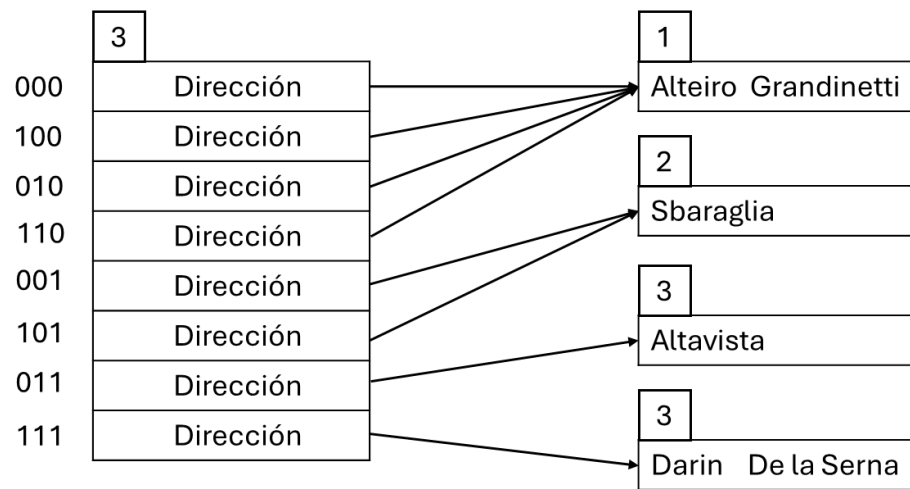 3
000 Dirección
100 Dirección
010 Dirección
110 Dirección
001 Dirección
101 Dirección
011 Dirección
111 Dirección
1
Alteiro Grandinetti
2
Sbaraglia
3
Altavista
3
Darin De la Serna